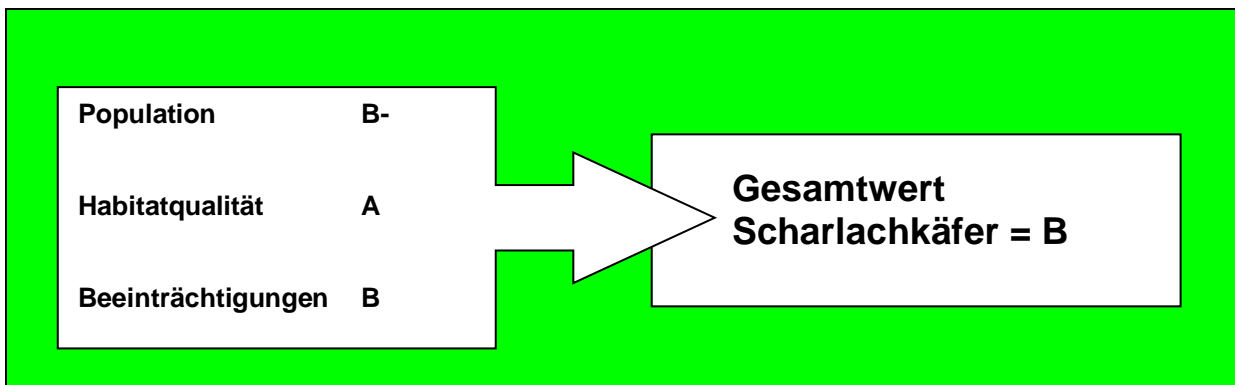 Population B-
Habitatqualität A
Beeinträchtigungen B
Gesamtwert
Scharlachkäfer = B